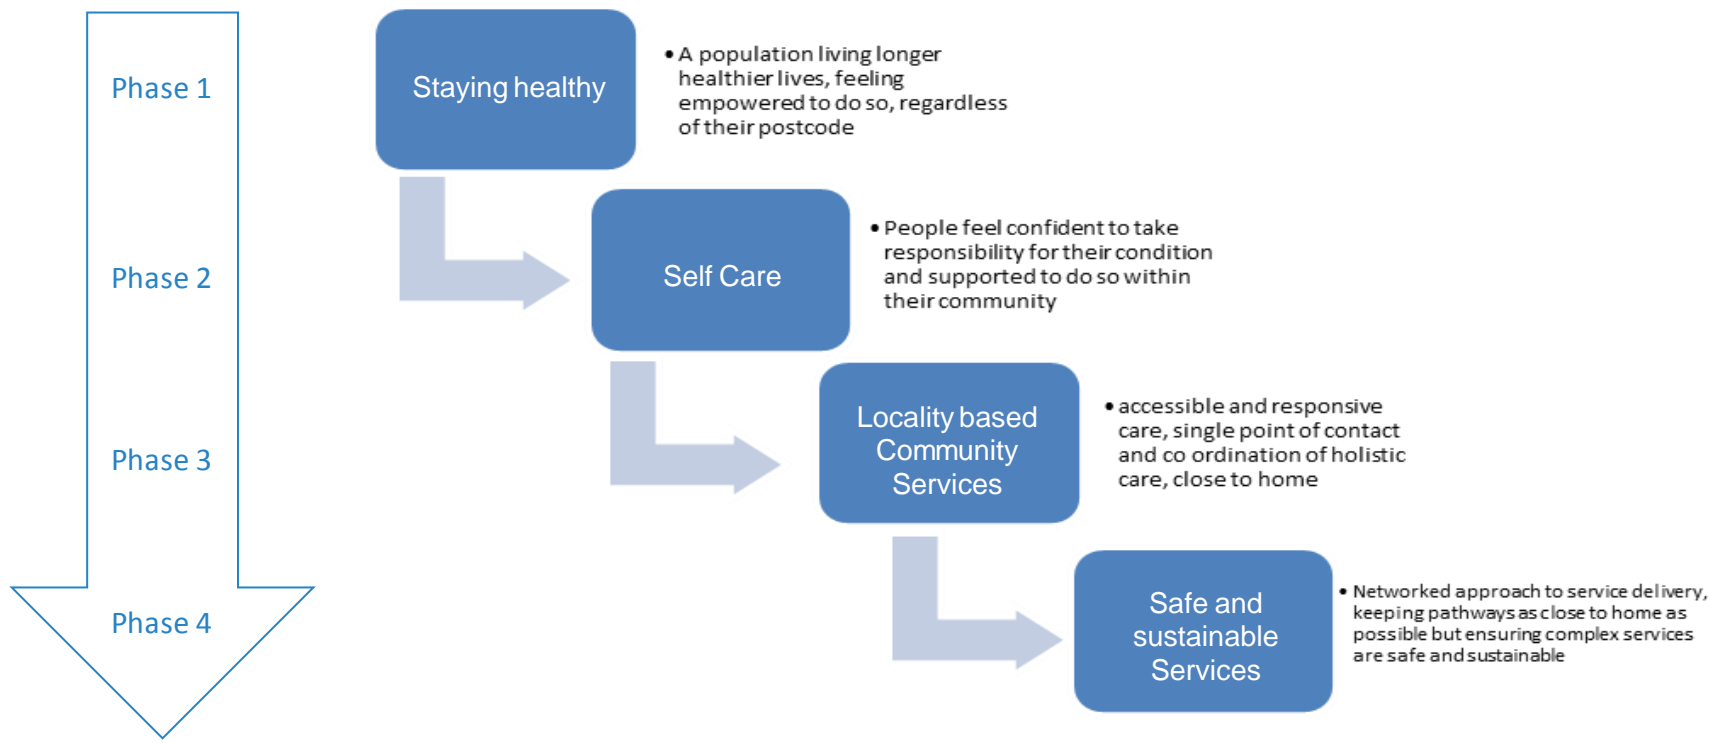 Phase 1
Staying healthy
• A population living longer
healthier lives, feeling
empowered to do so, regardless
of their postcode
Phase 2
Self Care
• People feel confident to take
responsibility for their condition
and supported to do so within
their community
Phase 3
Locality based
Community
Services
• accessible and responsive
care, single point of contact
and co ordination of holistic
care, close to home
Phase 4
Safe and
sustainable
Services
• Networked approach to service delivery,
keeping pathways as close to home as
possible but ensuring complex services
are safe and sustainable